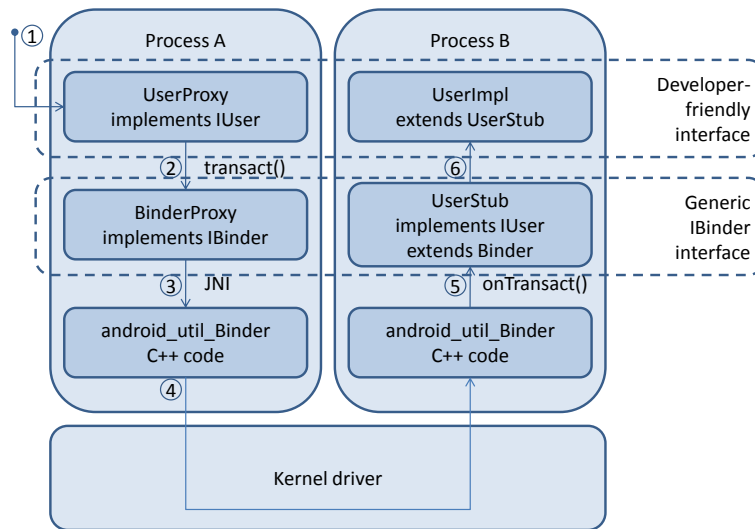 ①
Process A
Process B
UserProxy
implements IUser
UserImpl
extends UserStub
Developer-
friendly
interface
②
transact()
⑥
BinderProxy
implements IBinder
UserStub
implements IUser
extends Binder
Generic
IBinder
interface
③
JNI
⑤
onTransact()
android_util_Binder
C++ code
android_util_Binder
C++ code
④
Kernel driver